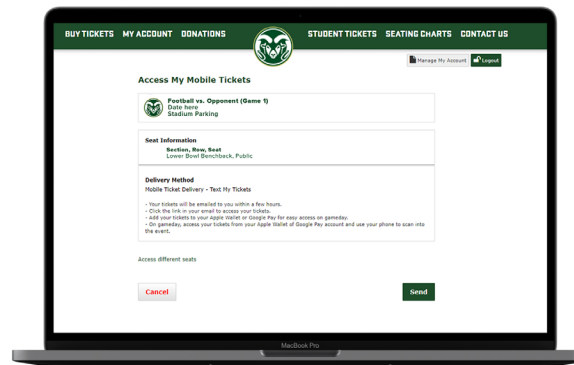 BUY TICKETS MY ACCOUNT DONATIONS STUDENT TICKETS SEATING CHARTS CONTACT US
Manage My Account Logout
Access My Mobile Tickets
Football vs. Opponent (Game 1)
Date here
Stadium Parking
Seat Information
Section, Row, Seat
Lower Bowl Benchback, Public
Delivery Method
Mobile Ticket Delivery - Text My Tickets
- Your tickets will be emailed to you within a few hours.
- Click the link in your email to access your tickets.
- Add your tickets to your Apple Wallet or Google Pay for easy access on gameday.
- On gameday, access your tickets from your Apple Wallet of Google Pay account and use your phone to scan into
the event.
Access different seats
Cancel Send
MacBook Pro